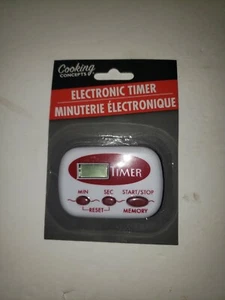 Cooking
CONCEPTS
ELECTRONIC TIMER
MINUTERIE ÉLECTRONIQUE
TIMER
MIN SEC START/STOP
RESET MEMORY